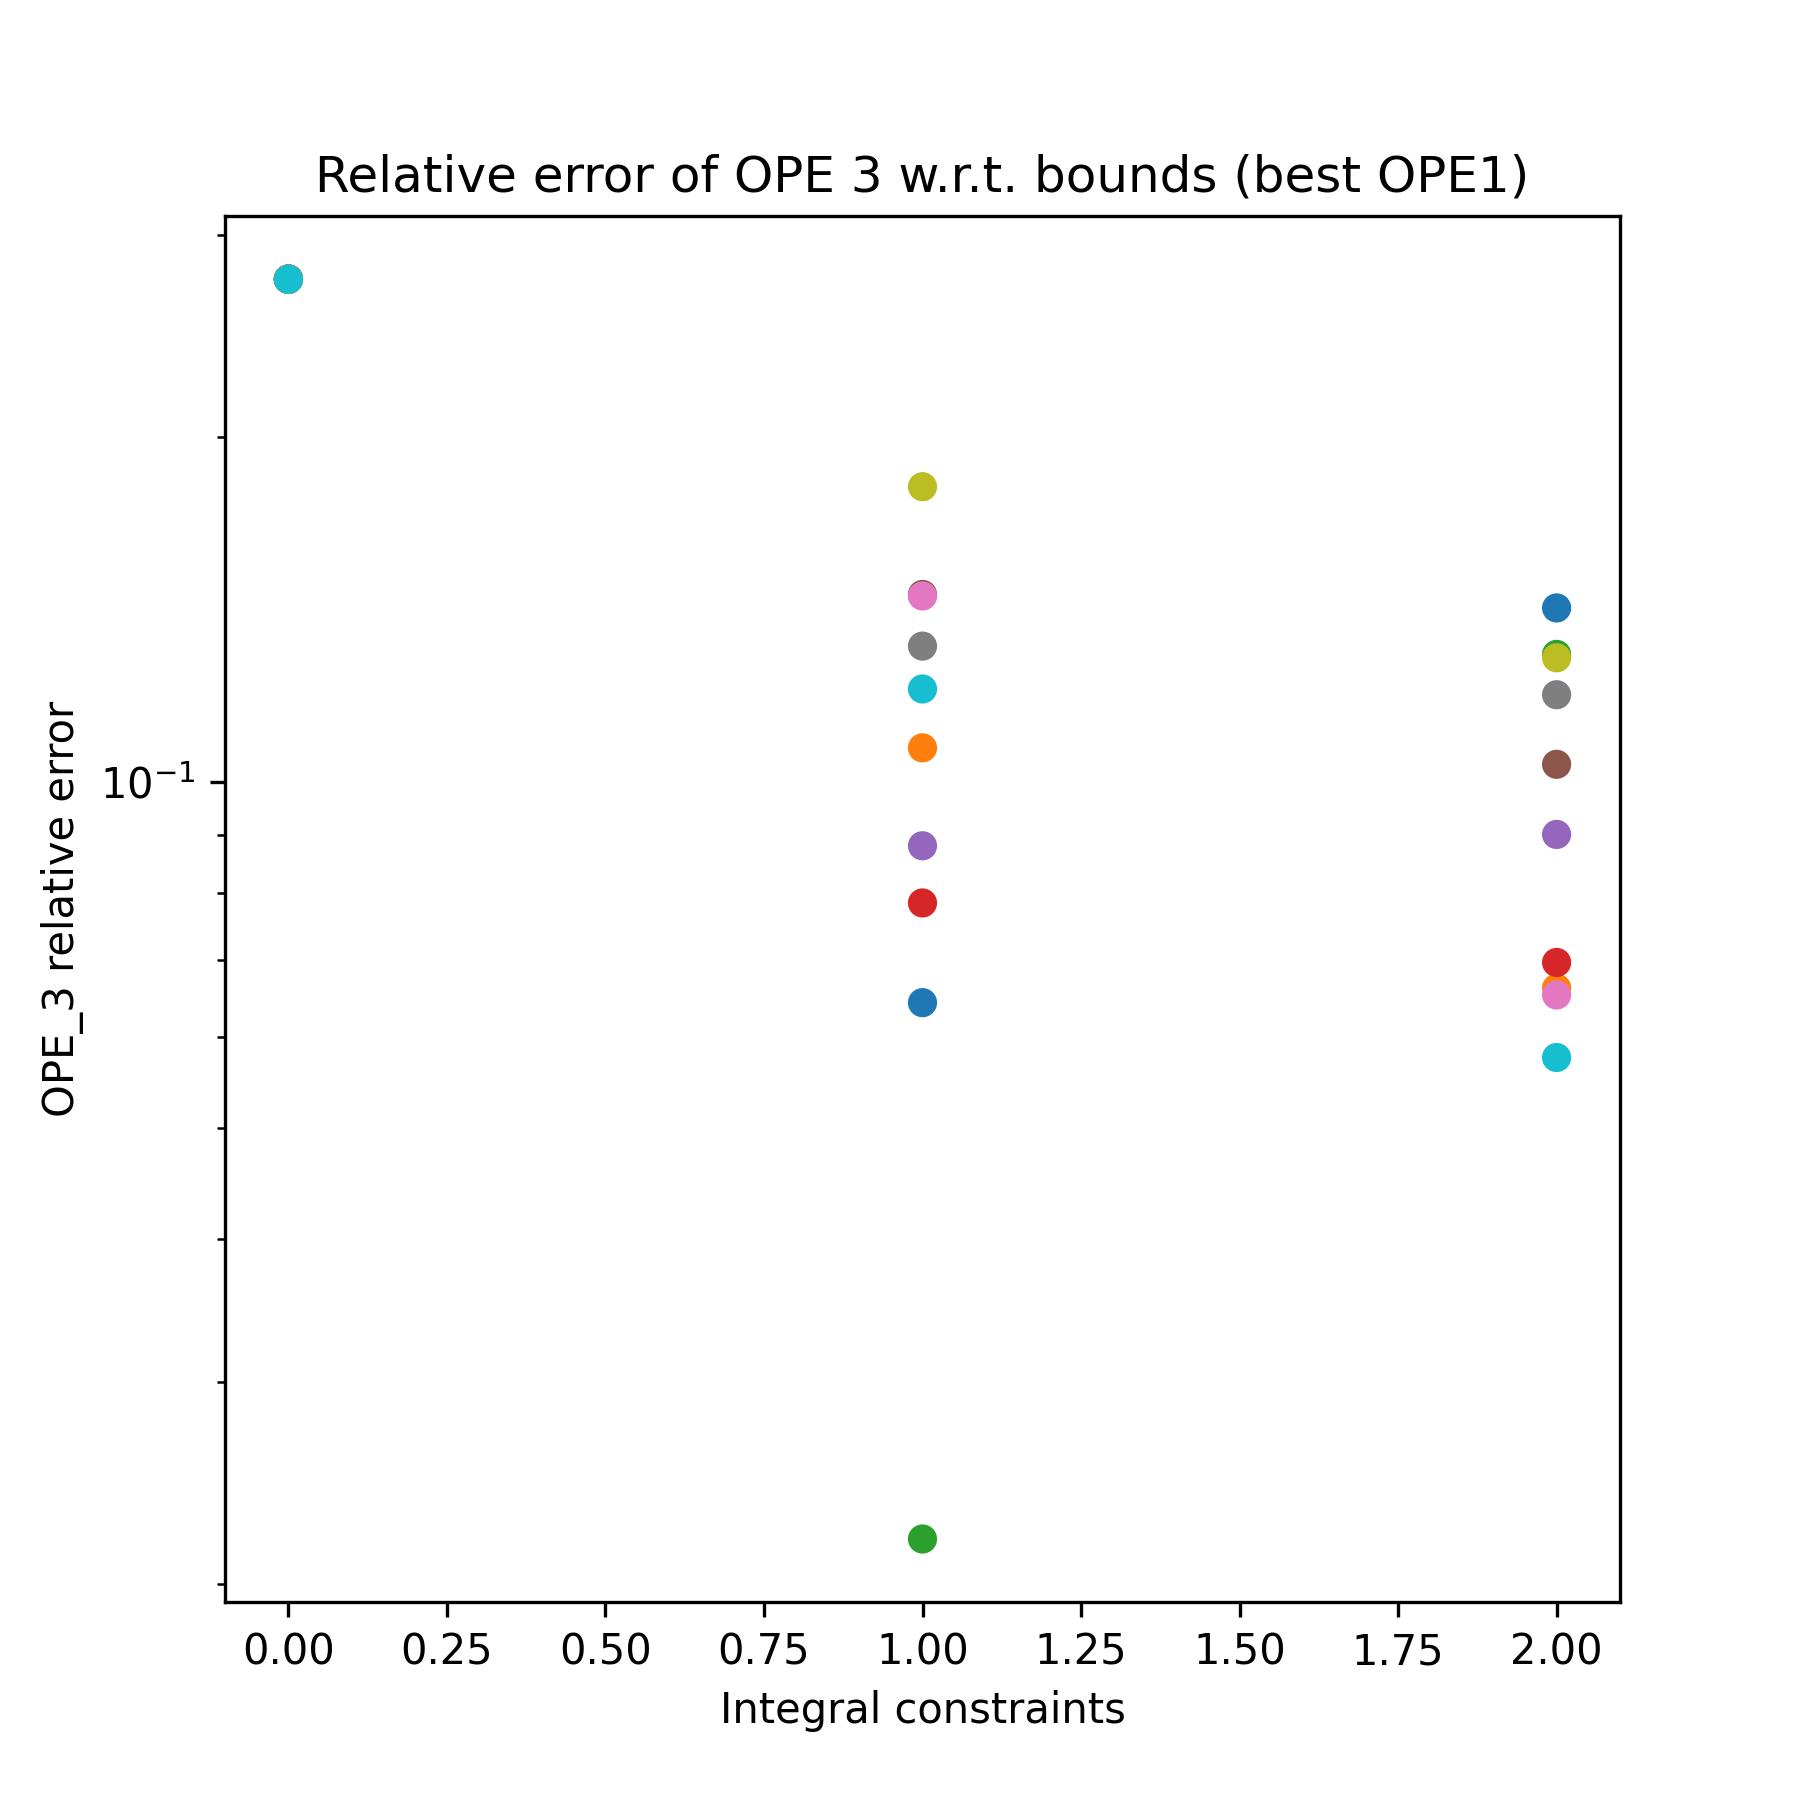 Relative error of OPE 3 w.r.t. bounds (best OPE1)
OPE_3 relative error
10⁻¹
0.00 0.25 0.50 0.75 1.00 1.25 1.50 1.75 2.00
Integral constraints